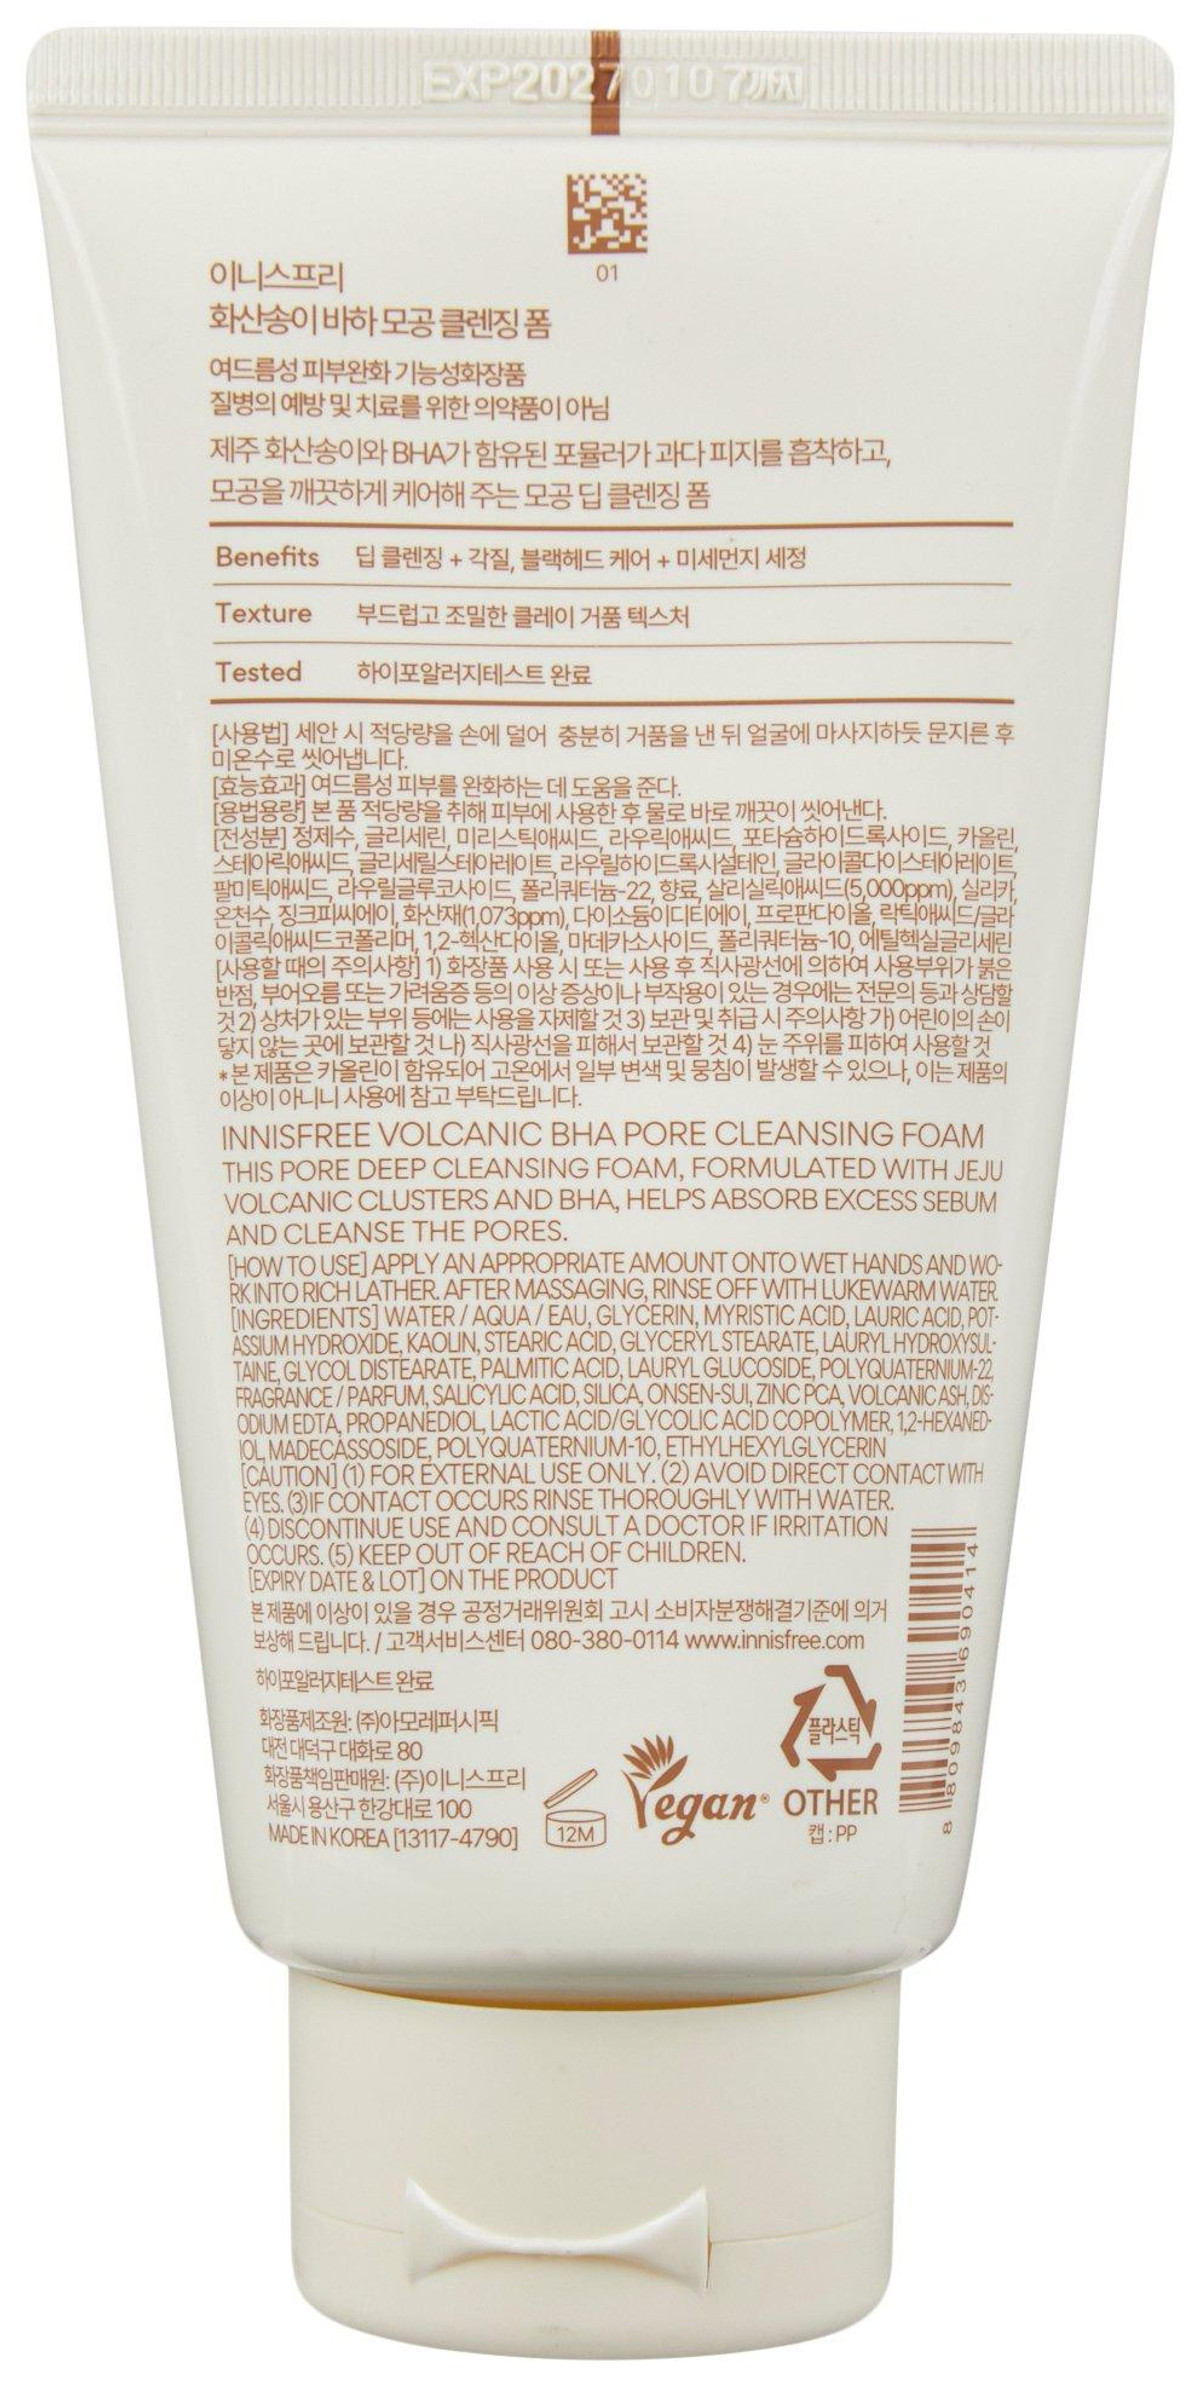 EXP20270107
01
이니스프리
화산송이 바하 모공 클렌징 폼
여드름성 피부완화 기능성화장품
질병의 예방 및 치료를 위한 의약품이 아님
제주 화산송이와 BHA가 함유된 포뮬러가 과다 피지를 흡착하고,
모공을 깨끗하게 케어해 주는 모공 딥 클렌징 폼
Benefits 딥 클렌징 + 각질, 블랙헤드 케어 + 미세먼지 세정
Texture 부드럽고 조밀한 클레이 거품 텍스처
Tested 하이포알러지테스트 완료
[사용법] 세안 시 적당량을 손에 덜어 충분히 거품을 낸 뒤 얼굴에 마사지하듯 문지른 후
미온수로 씻어냅니다.
[효능효과] 여드름성 피부를 완화하는 데 도움을 준다.
[용법용량] 본 품 적당량을 취해 피부에 사용한 후 물로 바로 깨끗이 씻어낸다.
[전성분] 정제수, 글리세린, 미리스틱애씨드, 라우릭애씨드, 포타슘하이드록사이드, 카올린,
스테아릭애씨드, 글리세릴스테아레이트, 라우릴하이드록시설테인, 글라이콜다이스테아레이트,
팔미틱애씨드, 라우릴글루코사이드, 폴리쿼터늄-22, 향료, 살리실릭애씨드(5,000ppm), 실리카,
온천수, 징크피씨에이, 화산재(1,073ppm), 다이소듐이디티에이, 프로판다이올, 락틱애씨드/글라
이콜릭애씨드코폴리머, 1,2-헥산다이올, 마데카소사이드, 폴리쿼터늄-10, 에틸헥실글리세린
[사용할 때의 주의사항] 1) 화장품 사용 시 또는 사용 후 직사광선에 의하여 사용부위가 붉은
반점, 부어오름 또는 가려움증 등의 이상 증상이나 부작용이 있는 경우에는 전문의 등과 상담할
것 2) 상처가 있는 부위 등에는 사용을 자제할 것 3) 보관 및 취급 시 주의사항 가) 어린이의 손이
닿지 않는 곳에 보관할 것 나) 직사광선을 피해서 보관할 것 4) 눈 주위를 피하여 사용할 것
*본 제품은 카올린이 함유되어 고온에서 일부 변색 및 뭉침이 발생할 수 있으나, 이는 제품의
이상이 아니니 사용에 참고 부탁드립니다.
INNISFREE VOLCANIC BHA PORE CLEANSING FOAM
THIS PORE DEEP CLEANSING FOAM, FORMULATED WITH JEJU
VOLCANIC CLUSTERS AND BHA, HELPS ABSORB EXCESS SEBUM
AND CLEANSE THE PORES.
[HOW TO USE] APPLY AN APPROPRIATE AMOUNT ONTO WET HANDS AND WO-
RK INTO RICH LATHER. AFTER MASSAGING, RINSE OFF WITH LUKEWARM WATER.
[INGREDIENTS] WATER / AQUA / EAU, GLYCERIN, MYRISTIC ACID, LAURIC ACID, POT-
ASSIUM HYDROXIDE, KAOLIN, STEARIC ACID, GLYCERYL STEARATE, LAURYL HYDROXYSUL-
TAINE, GLYCOL DISTEARATE, PALMITIC ACID, LAURYL GLUCOSIDE, POLYQUATERNIUM-22,
FRAGRANCE / PARFUM, SALICYLIC ACID, SILICA, ONSEN-SUI, ZINC PCA, VOLCANIC ASH, DIS-
ODIUM EDTA, PROPANEDIOL, LACTIC ACID/GLYCOLIC ACID COPOLYMER, 1,2-HEXANED-
IOL, MADECASSOSIDE, POLYQUATERNIUM-10, ETHYLHEXYLGLYCERIN
[CAUTION] (1) FOR EXTERNAL USE ONLY. (2) AVOID DIRECT CONTACT WITH
EYES. (3)IF CONTACT OCCURS RINSE THOROUGHLY WITH WATER.
(4) DISCONTINUE USE AND CONSULT A DOCTOR IF IRRITATION
OCCURS. (5) KEEP OUT OF REACH OF CHILDREN.
[EXPIRY DATE & LOT] ON THE PRODUCT
본 제품에 이상이 있을 경우 공정거래위원회 고시 소비자분쟁해결기준에 의거
보상해 드립니다. / 고객서비스센터 080-380-0114 www.innisfree.com
하이포알러지테스트 완료
화장품제조원: (주)아모레퍼시픽
대전 대덕구 대화로 80
화장품책임판매원: (주)이니스프리
서울시 용산구 한강대로 100
MADE IN KOREA [13117-4790]
12M
Vegan®
플라스틱
OTHER
캡 : PP
8 809843 690414